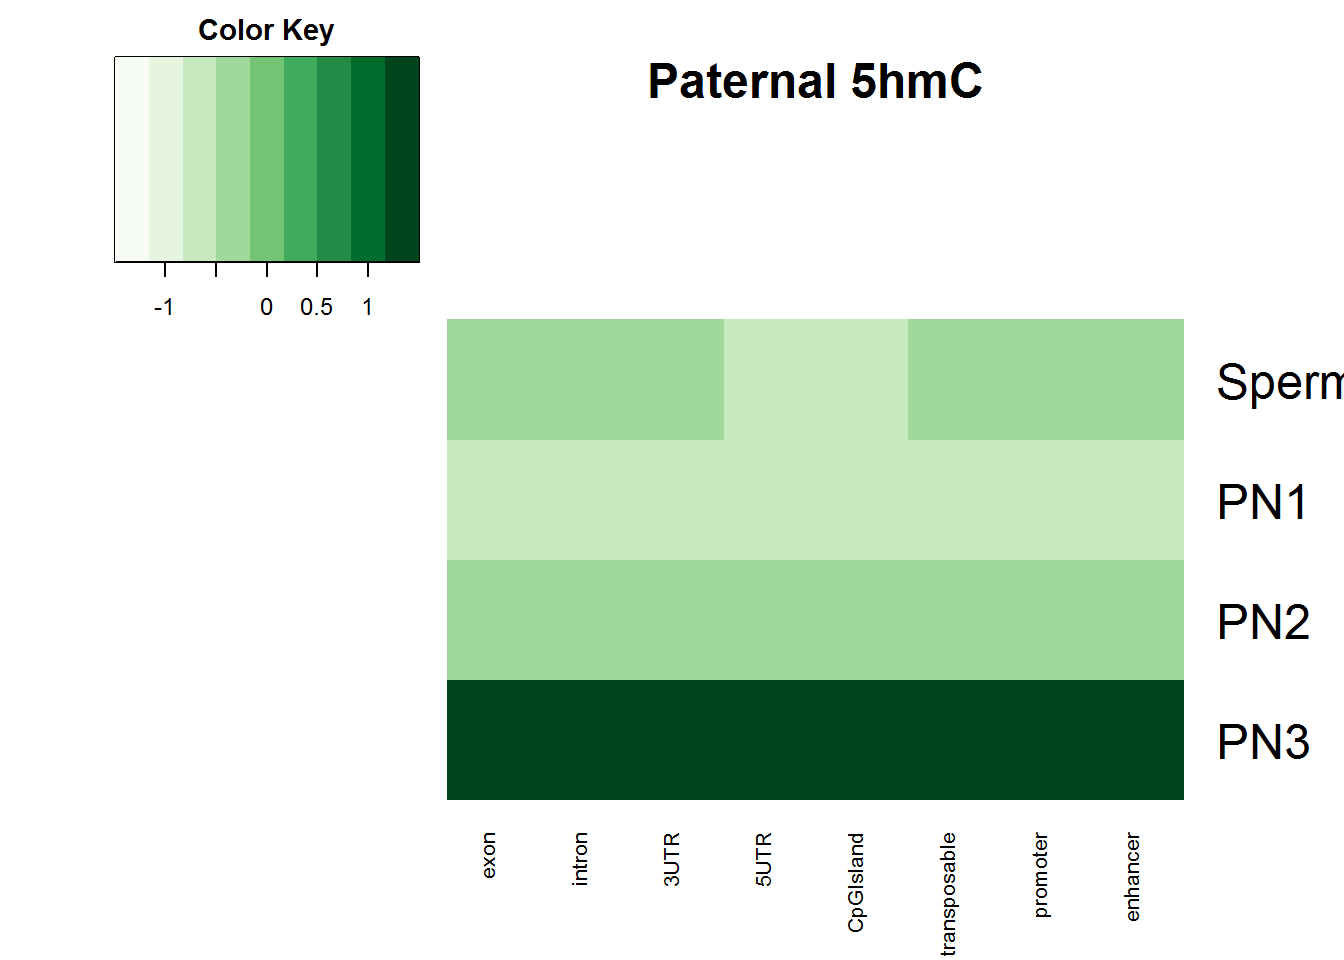 Color Key
Paternal 5hmC
-1 0 0.5 1
Sperm
PN1
PN2
PN3
exon
intron
3UTR
5UTR
CpGIsland
transposable
promoter
enhancer